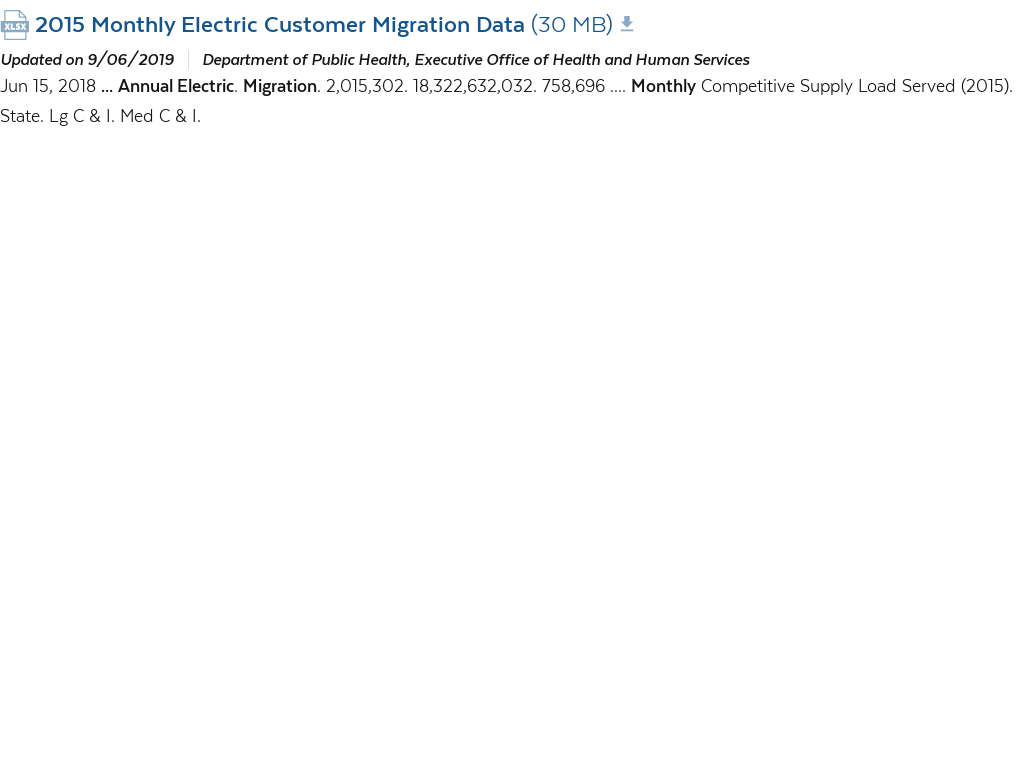 XLSX 2015 Monthly Electric Customer Migration Data (30 MB)
Updated on 9/06/2019 Department of Public Health, Executive Office of Health and Human Services
Jun 15, 2018 ... Annual Electric. Migration. 2,015,302. 18,322,632,032. 758,696 .... Monthly Competitive Supply Load Served (2015).
State. Lg C & I. Med C & I.